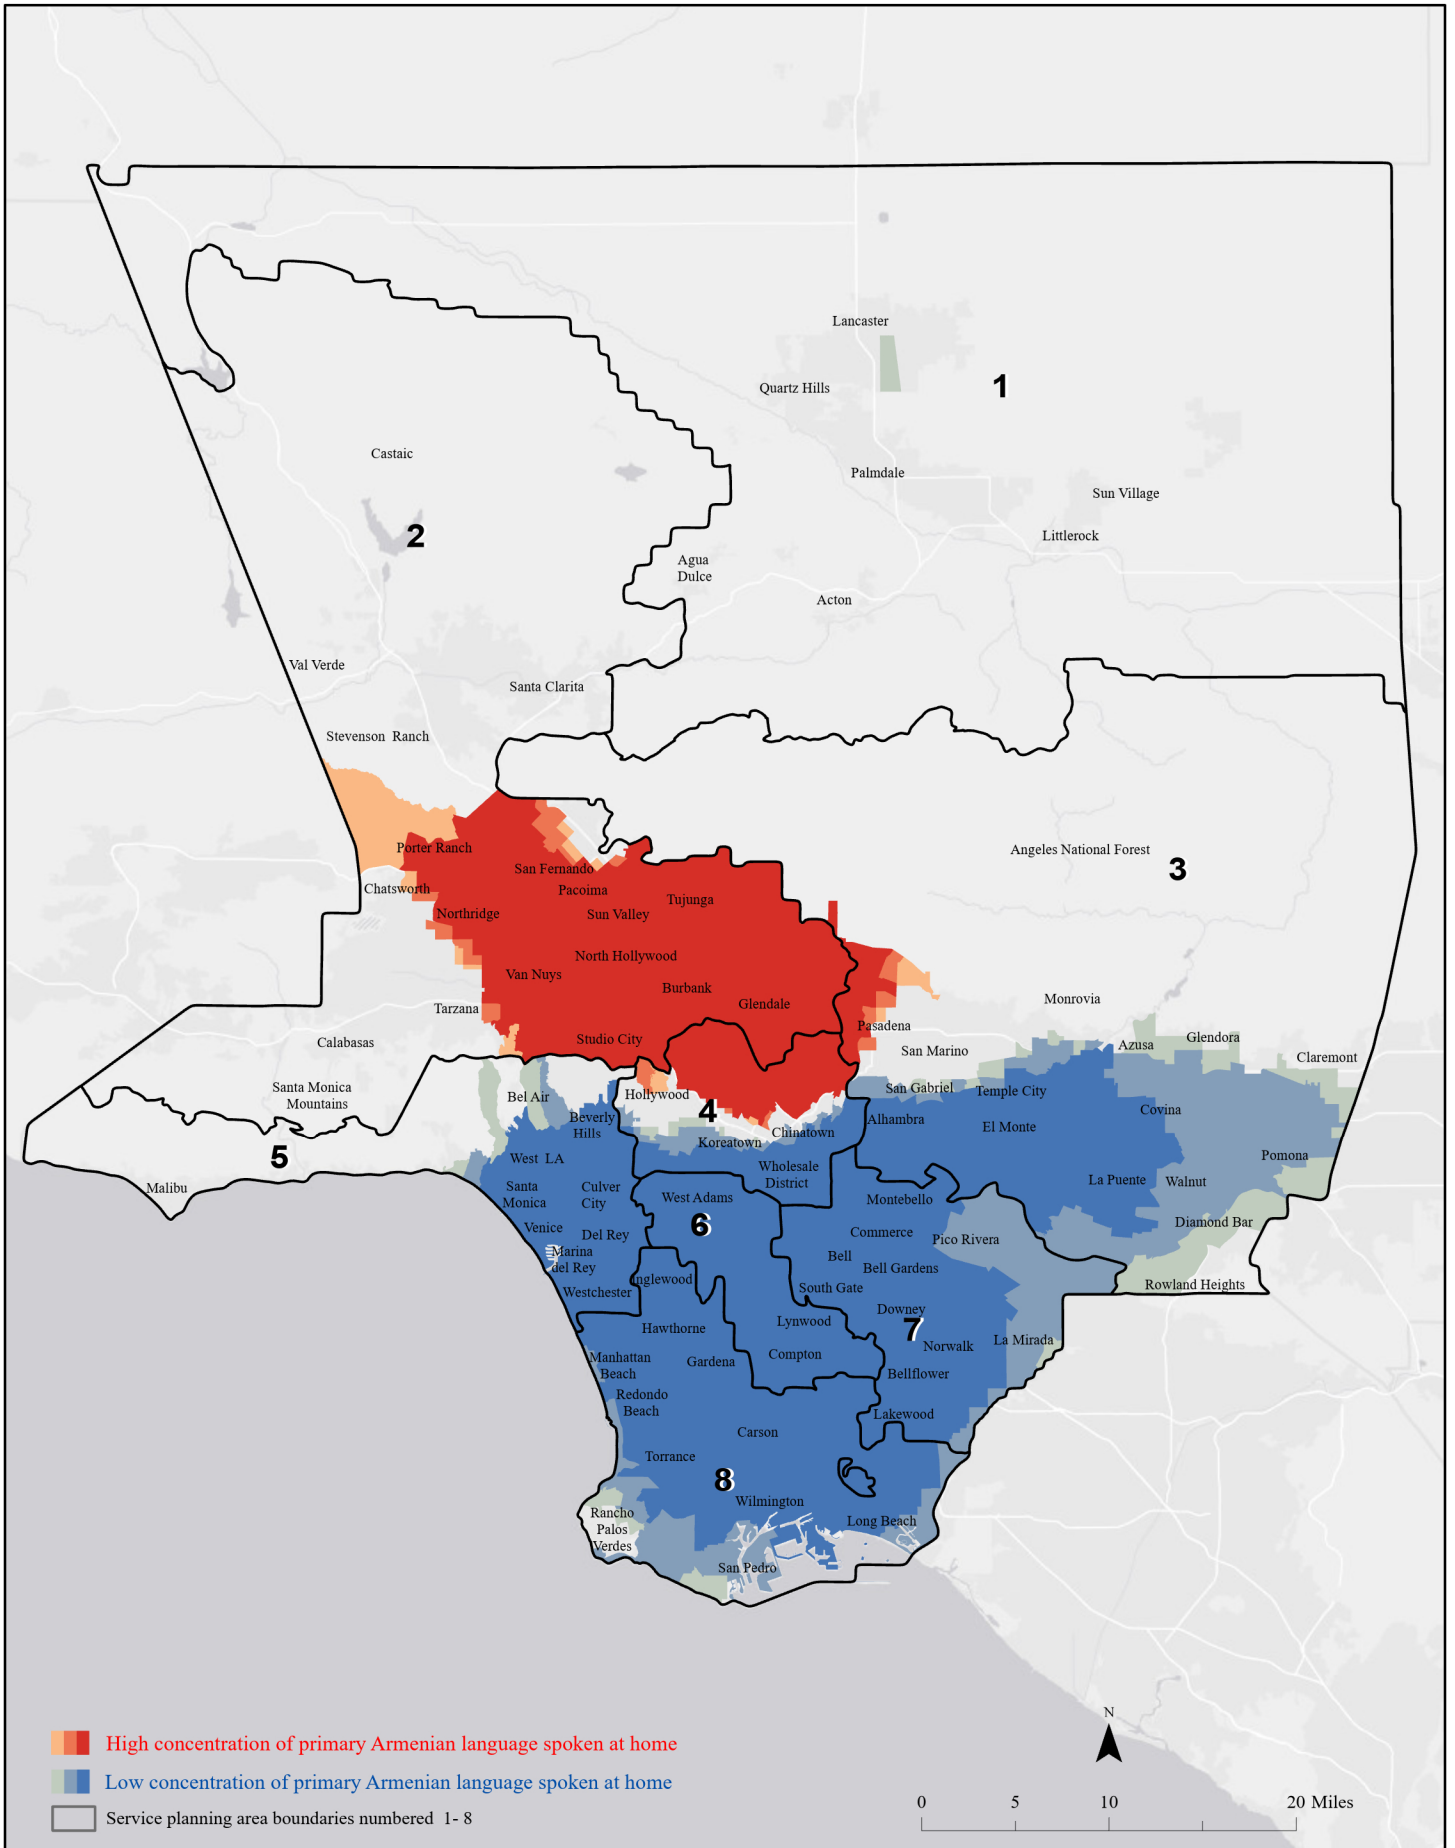 Lancaster
1
Quartz Hills
Castaic
Palmdale
Sun Village
2
Littlerock
Agua
Dulce
Acton
Val Verde
Santa Clarita
Stevenson Ranch
Porter Ranch
Angeles National Forest
3
San Fernando
Chatsworth
Pacoima
Tujunga
Northridge
Sun Valley
North Hollywood
Van Nuys
Burbank
Glendale
Monrovia
Tarzana
Pasadena
Studio City
Azusa
Glendora
Calabasas
San Marino
Claremont
Santa Monica
Mountains
Bel Air
Hollywood
San Gabriel
Temple City
4
Beverly
Hills
Covina
Alhambra
El Monte
Chinatown
Koreatown
5
West LA
Pomona
Wholesale
District
Malibu
Santa
Monica
Culver
City
West Adams
Montebello
La Puente
Walnut
6
Venice
Del Rey
Commerce
Pico Rivera
Diamond Bar
Marina
del Rey
Bell
Bell Gardens
Inglewood
Westchester
South Gate
Rowland Heights
Downey
Hawthorne
Lynwood
7
Norwalk
La Mirada
Manhattan
Beach
Gardena
Compton
Bellflower
Redondo
Beach
Lakewood
Carson
Torrance
8
Wilmington
Rancho
Palos
Verdes
Long Beach
San Pedro
N
High concentration of primary Armenian language spoken at home
Low concentration of primary Armenian language spoken at home
Service planning area boundaries numbered 1- 8
0 5 10 20 Miles